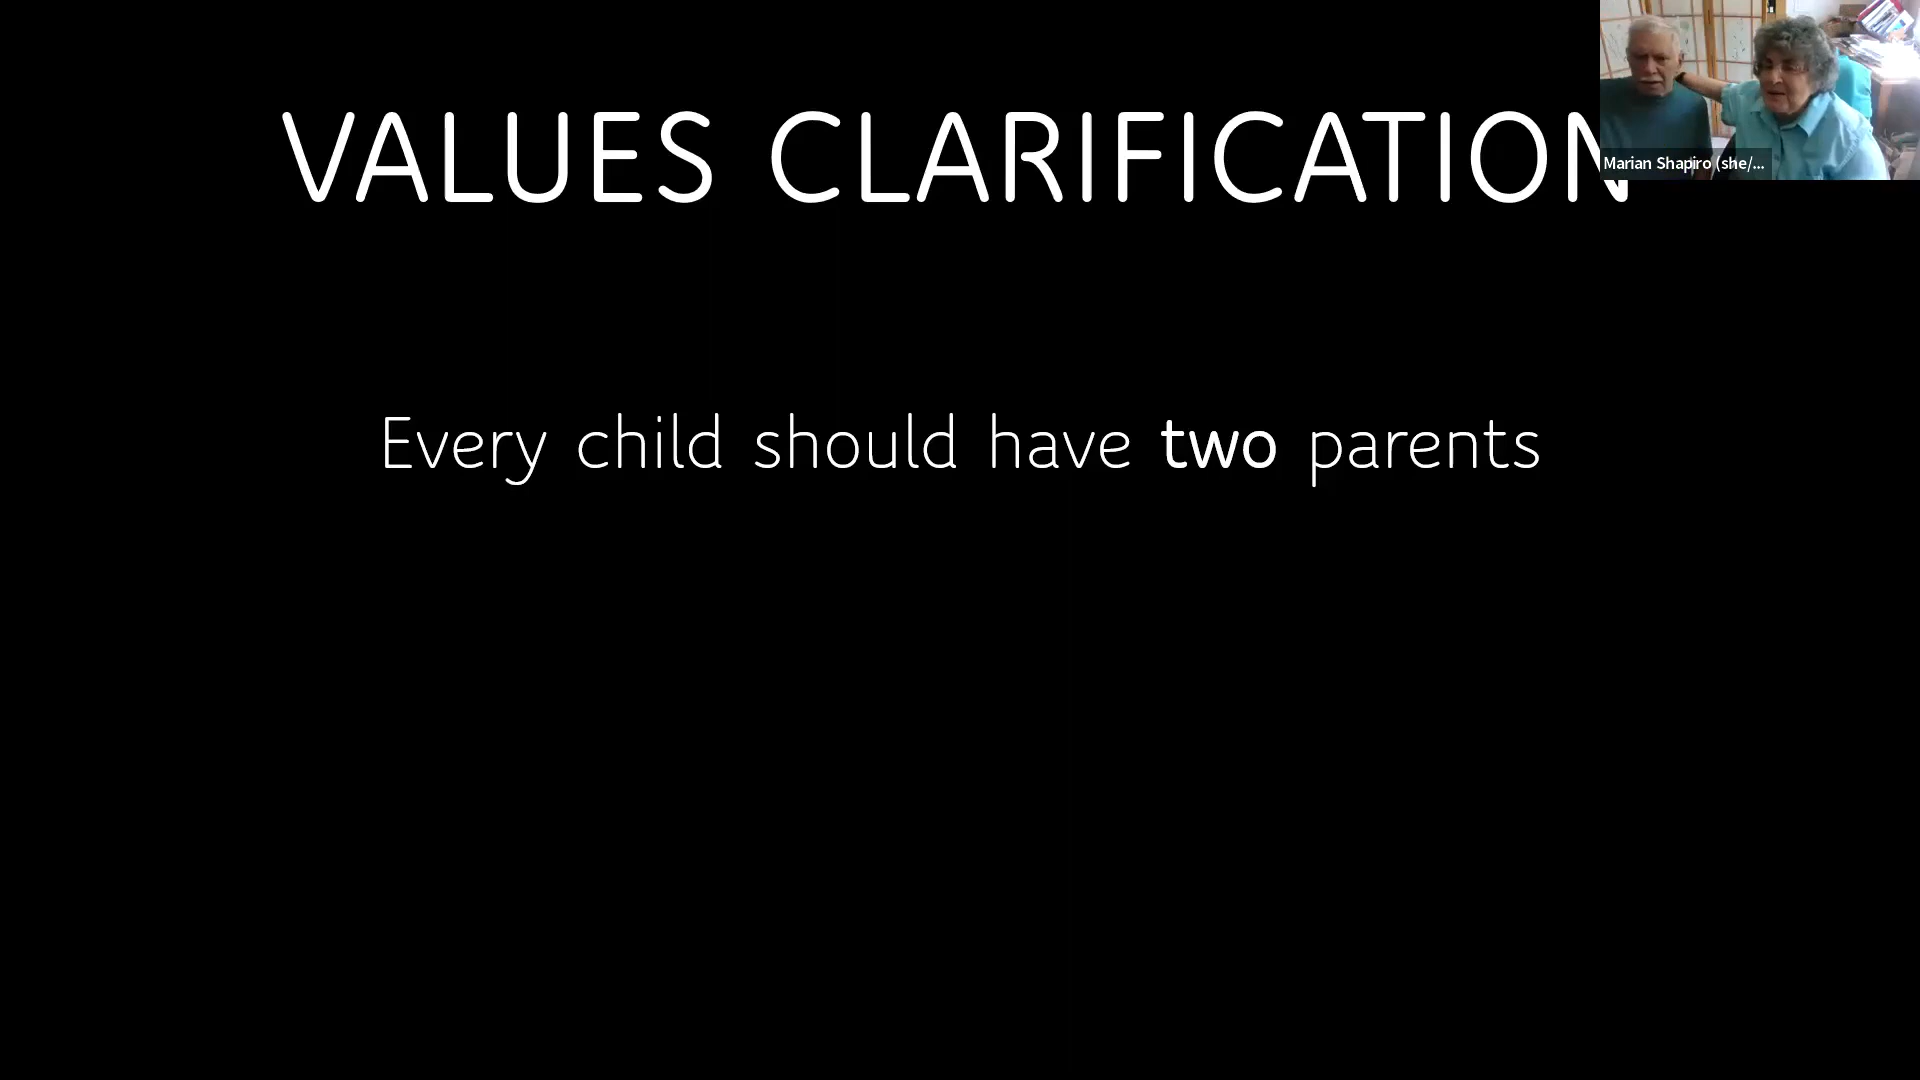 VALUES CLARIFICATION
Marian Shapiro (she/...
Every child should have two parents